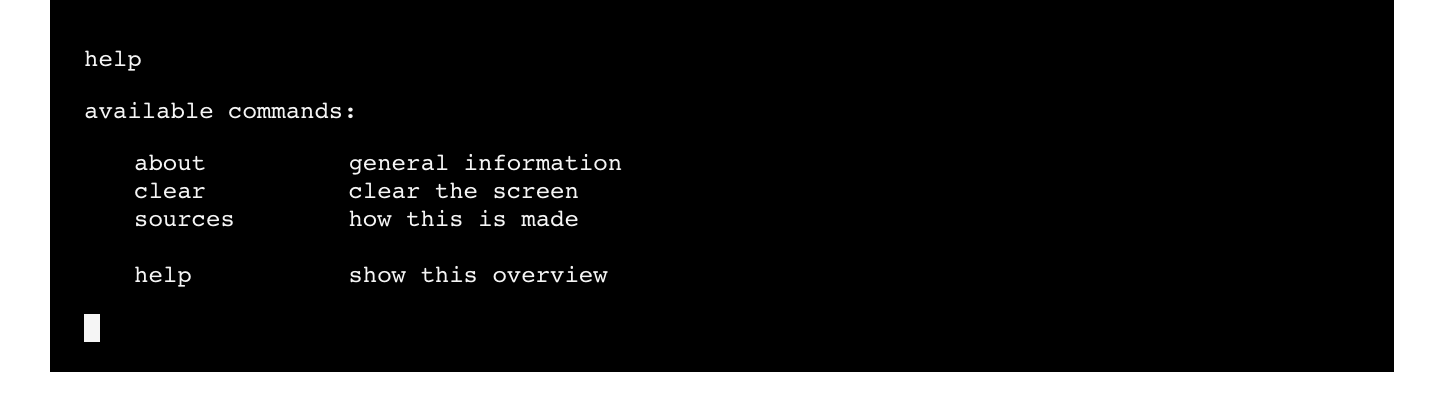 help
available commands:
about general information
clear clear the screen
sources how this is made
help show this overview